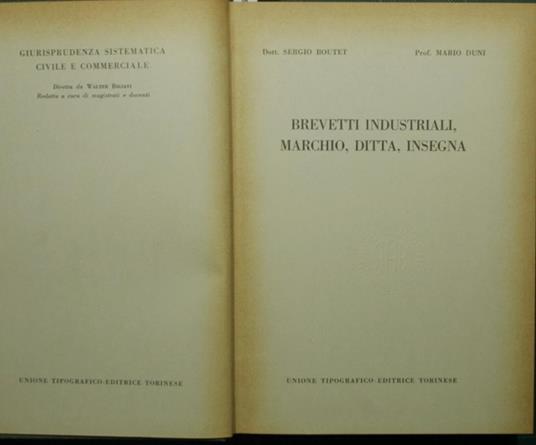 GIURISPRUDENZA SISTEMATICA
CIVILE E COMMERCIALE
Diretta da WALTER BIGIAVI
Redatta a cura di magistrati e docenti
UNIONE TIPOGRAFICO-EDITRICE TORINESE
Dott. SERGIO BOUTET Prof. MARIO DUNI
BREVETTI INDUSTRIALI,
MARCHIO, DITTA, INSEGNA
UNIONE TIPOGRAFICO-EDITRICE TORINESE